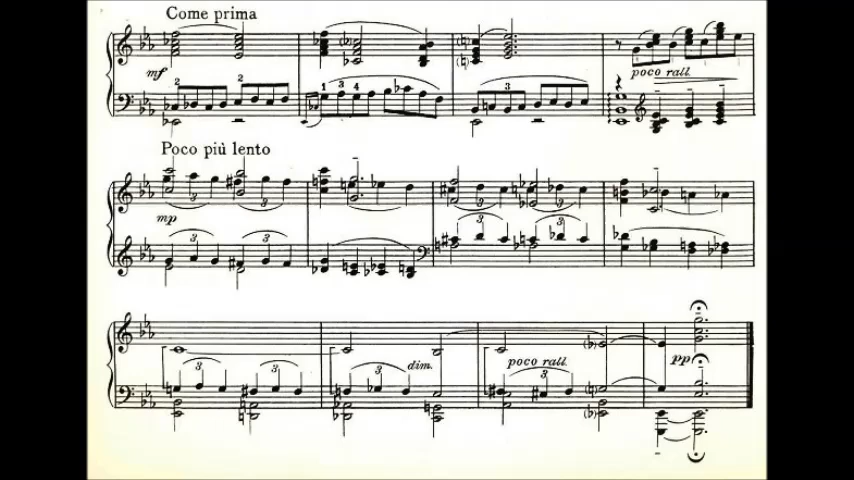 Come prima
mf
poco rall.
Poco più lento
mp
dim.
poco rall.
pp